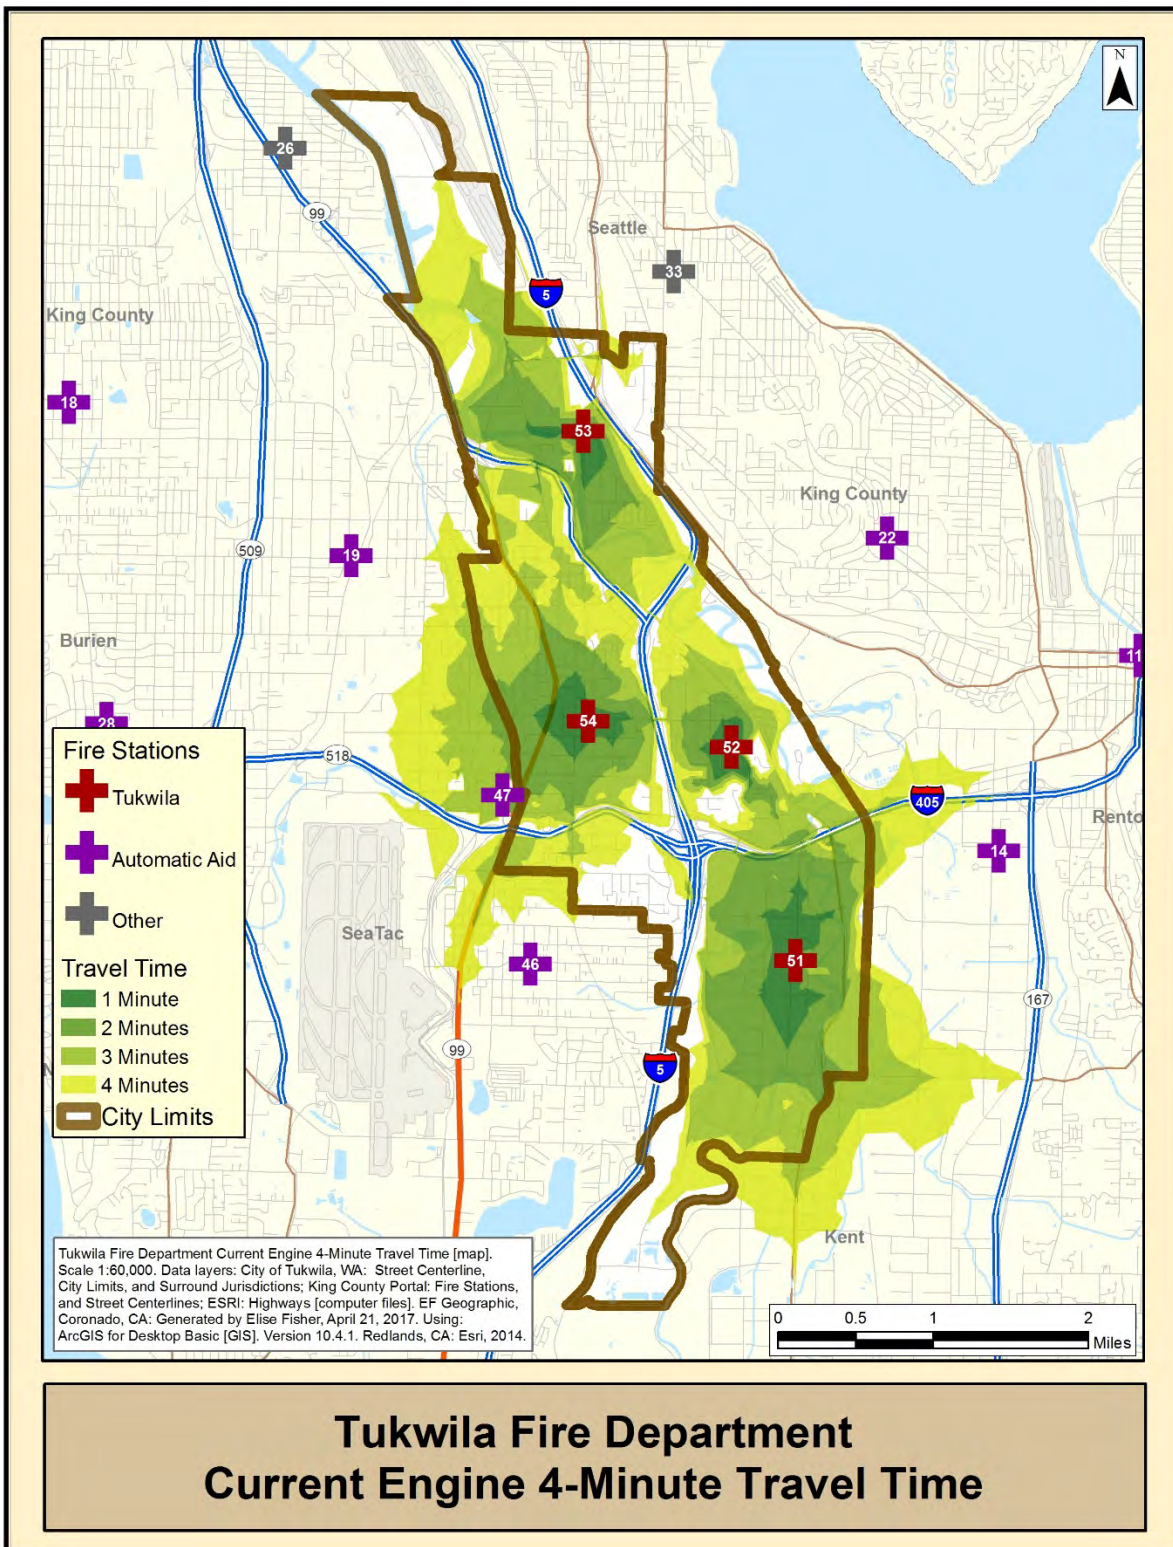 N
26
99
Seattle
33
5
King County
18
53
King County
22
509
19
Burien
11
28
54
52
518
47
405
Rento
14
Fire Stations
Tukwila
Automatic Aid
Other
Travel Time
1 Minute
2 Minutes
3 Minutes
4 Minutes
City Limits
SeaTac
46
51
167
99
5
Kent
Tukwila Fire Department Current Engine 4-Minute Travel Time [map].
Scale 1:60,000. Data layers: City of Tukwila, WA: Street Centerline,
City Limits, and Surround Jurisdictions; King County Portal: Fire Stations,
and Street Centerlines; ESRI: Highways [computer files]. EF Geographic,
Coronado, CA: Generated by Elise Fisher, April 21, 2017. Using:
ArcGIS for Desktop Basic [GIS]. Version 10.4.1. Redlands, CA: Esri, 2014.
0 0.5 1 2
Miles
Tukwila Fire Department
Current Engine 4-Minute Travel Time